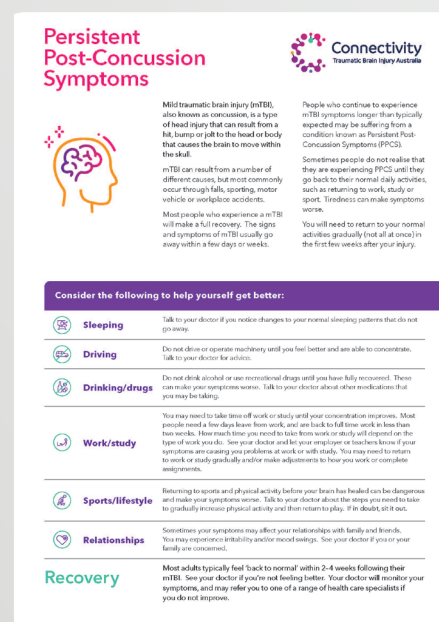 Persistent
Post-Concussion
Symptoms
Connectivity
Traumatic Brain Injury Australia
Mild traumatic brain injury (mTBI),
also known as concussion, is a type
of head injury that can result from a
hit, bump or jolt to the head or body
that causes the brain to move within
the skull.
mTBI can result from a number of
different causes, but most commonly
occur through falls, sporting, motor
vehicle or workplace accidents.
Most people who experience a mTBI
will make a full recovery. The signs
and symptoms of mTBI usually go
away within a few days or weeks.
People who continue to experience
mTBI symptoms longer than typically
expected may be suffering from a
condition known as Persistent Post-
Concussion Symptoms (PPCS).
Sometimes people do not realise that
they are experiencing PPCS until they
go back to their normal daily activities,
such as returning to work, study or
sport. Tiredness can make symptoms
worse.
You will need to return to your normal
activities gradually (not all at once) in
the first few weeks after your injury.
Consider the following to help yourself get better:
Sleeping
Talk to your doctor if you notice changes to your normal sleeping patterns that do not
go away.
Driving
Do not drive or operate machinery until you feel better and are able to concentrate.
Talk to your doctor for advice.
Drinking/drugs
Do not drink alcohol or use recreational drugs until you have fully recovered. These
can make your symptoms worse. Talk to your doctor about other medications that
you may be taking.
Work/study
You may need to take time off work or study until your concentration improves. Most
people need a few days leave from work, and are back to full time work in less than
two weeks. How much time you need to take from work or study will depend on the
type of work you do. See your doctor and let your employer or teachers know if your
symptoms are causing you problems at work or with study. You may need to return
to work or study gradually and/or make adjustments to how you work or complete
assignments.
Sports/lifestyle
Returning to sports and physical activity before your brain has healed can be dangerous
and make your symptoms worse. Talk to your doctor about the steps you need to take
to gradually increase physical activity and then return to play. If in doubt, sit it out.
Relationships
Sometimes your symptoms may affect your relationships with family and friends.
You may experience irritability and/or mood swings. See your doctor if you or your
family are concerned.
Recovery
Most adults typically feel 'back to normal' within 2–4 weeks following their
mTBI. See your doctor if you're not feeling better. Your doctor will monitor your
symptoms, and may refer you to one of a range of health care specialists if
you do not improve.